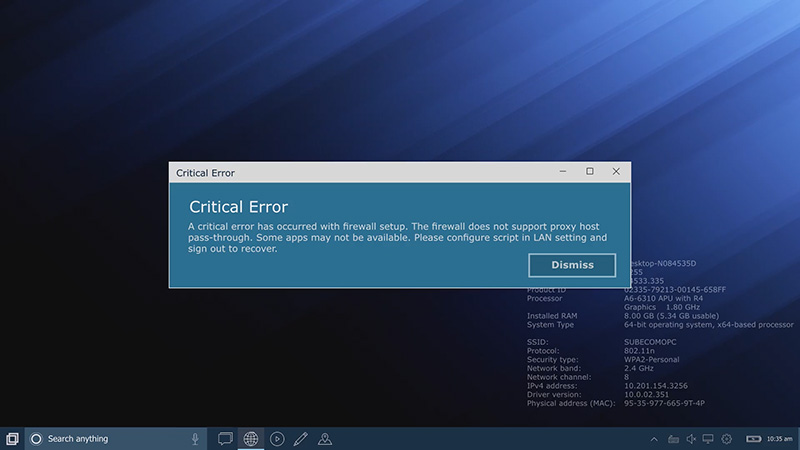 Critical Error
Critical Error
A critical error has occurred with firewall setup. The firewall does not support proxy host
pass-through. Some apps may not be available. Please configure script in LAN setting and
sign out to recover.
Dismiss
esktop-N084535D
Product ID 02335-79213-00145-658FF
Processor A6-6310 APU with R4
Graphics 1.80 GHz
Installed RAM 8.00 GB (5.34 GB usable)
System Type 64-bit operating system, x64-based processor
SSID: SUBECOMOPC
Protocol: 802.11n
Security type: WPA2-Personal
Network band: 2.4 GHz
Network channel: 8
IPv4 address: 10.201.154.3256
Driver version: 10.0.02.351
Physical address (MAC): 95-35-977-665-9T-4P
Search anything
10:35 am